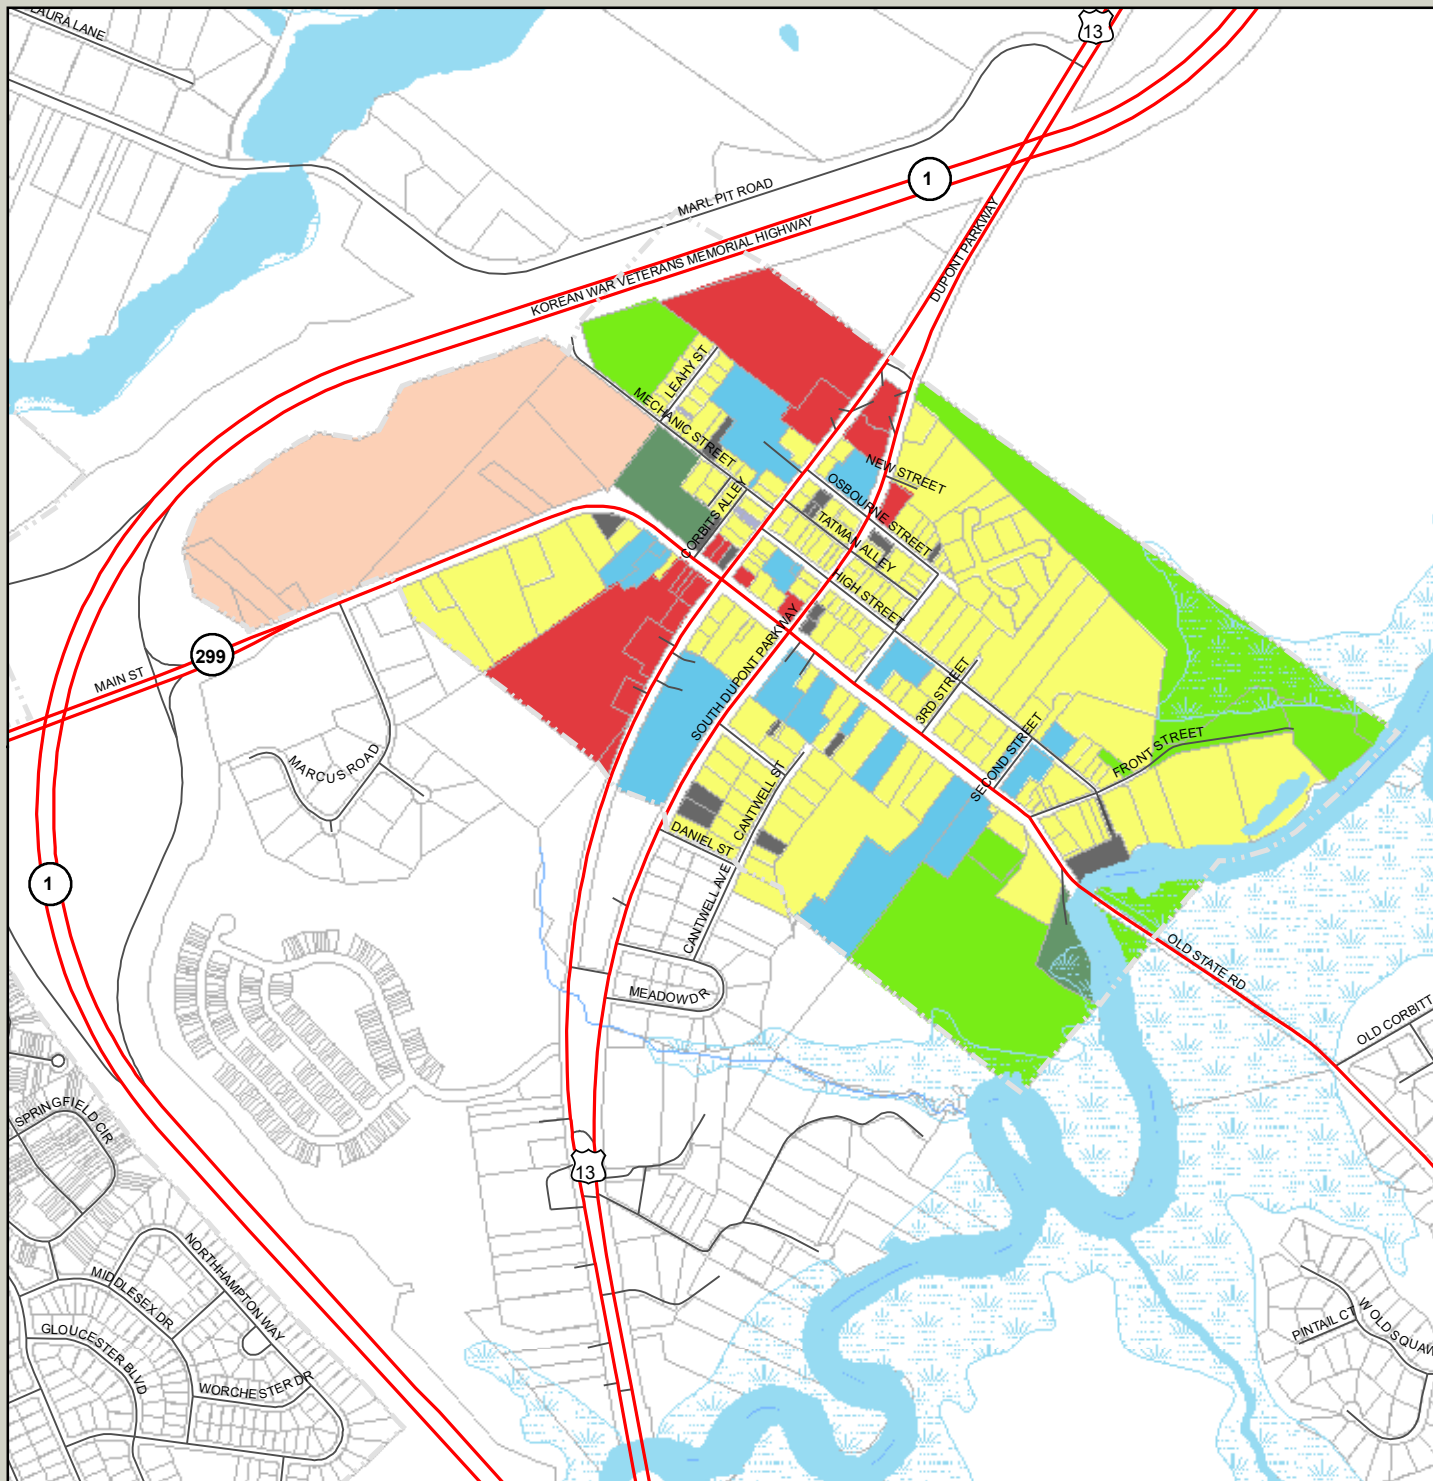 LAURA LANE
13
1
MARL PIT ROAD
KOREAN WAR VETERANS MEMORIAL HIGHWAY
DUPONT PARKWAY
LEAHY ST
MECHANIC STREET
NEW STREET
OSBOURNE STREET
CORBITS ALLEY
TATMAN ALLEY
HIGH STREET
299
MAIN ST
SOUTH DUPONT PARKWAY
3RD STREET
SECOND STREET
FRONT STREET
MARCUS ROAD
CANTWELL ST
DANIEL ST
1
CANTWELL AVE
OLD STATE RD
MEADOW DR
OLD CORBITT
SPRINGFIELD CIR
13
NORTHHAMPTON WAY
MIDDLESEX DR
GLOUCESTER BLVD
WORCHESTER DR
PINTAIL CT
W OLD SQUAW